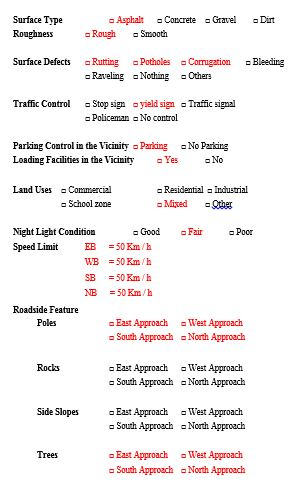 Surface Type □ Asphalt □ Concrete □ Gravel □ Dirt
Roughness □ Rough □ Smooth
Surface Defects □ Rutting □ Potholes □ Corrugation □ Bleeding
□ Raveling □ Nothing □ Others
Traffic Control □ Stop sign □ yield sign □ Traffic signal
□ Policeman □ No control
Parking Control in the Vicinity □ Parking □ No Parking
Loading Facilities in the Vicinity □ Yes □ No
Land Uses □ Commercial □ Residential □ Industrial
□ School zone □ Mixed □ Other
Night Light Condition □ Good □ Fair □ Poor
Speed Limit EB = 50 Km / h
WB = 50 Km / h
SB = 50 Km / h
NB = 50 Km / h
Roadside Feature
Poles □ East Approach □ West Approach
□ South Approach □ North Approach
Rocks □ East Approach □ West Approach
□ South Approach □ North Approach
Side Slopes □ East Approach □ West Approach
□ South Approach □ North Approach
Trees □ East Approach □ West Approach
□ South Approach □ North Approach